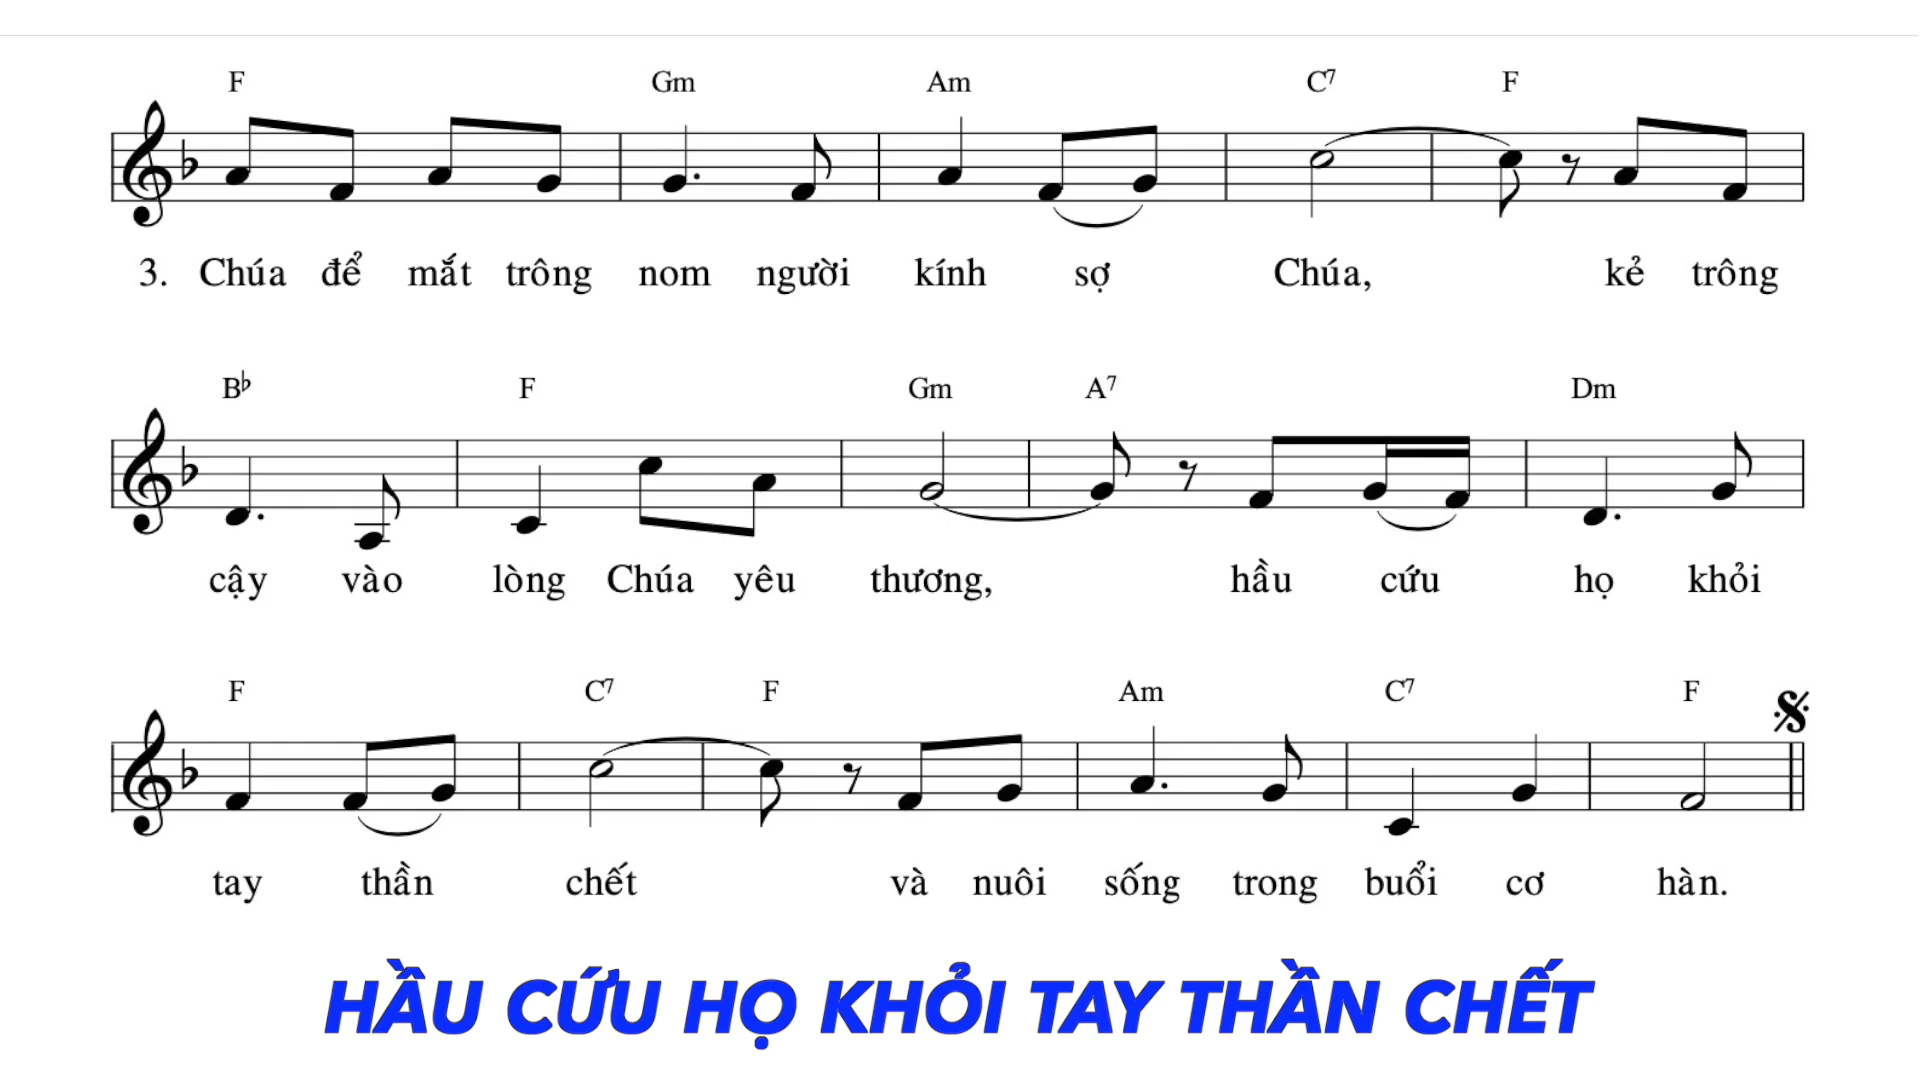 F Gm Am C7 F
3. Chúa để mắt trông nom người kính sợ Chúa, kẻ trông
B♭ F Gm A7 Dm
cậy vào lòng Chúa yêu thương, hầu cứu họ khỏi
F C7 F Am C7 F
tay thần chết và nuôi sống trong buổi cơ hàn.
HẦU CỨU HỌ KHỎI TAY THẦN CHẾT